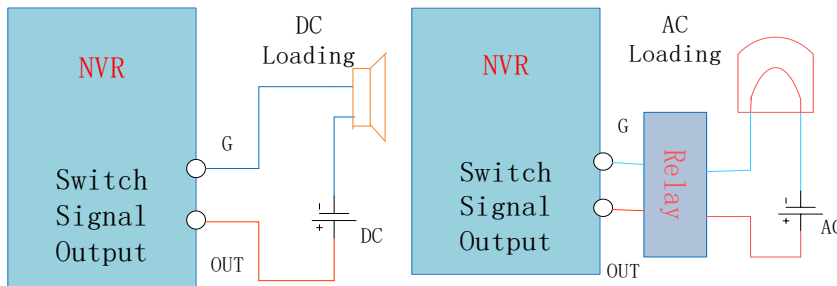 NVR
DC
Loading
G
Switch
Signal
Output
OUT
-
+
DC
NVR
AC
Loading
G
Relay
Switch
Signal
Output
OUT
-
+
AC